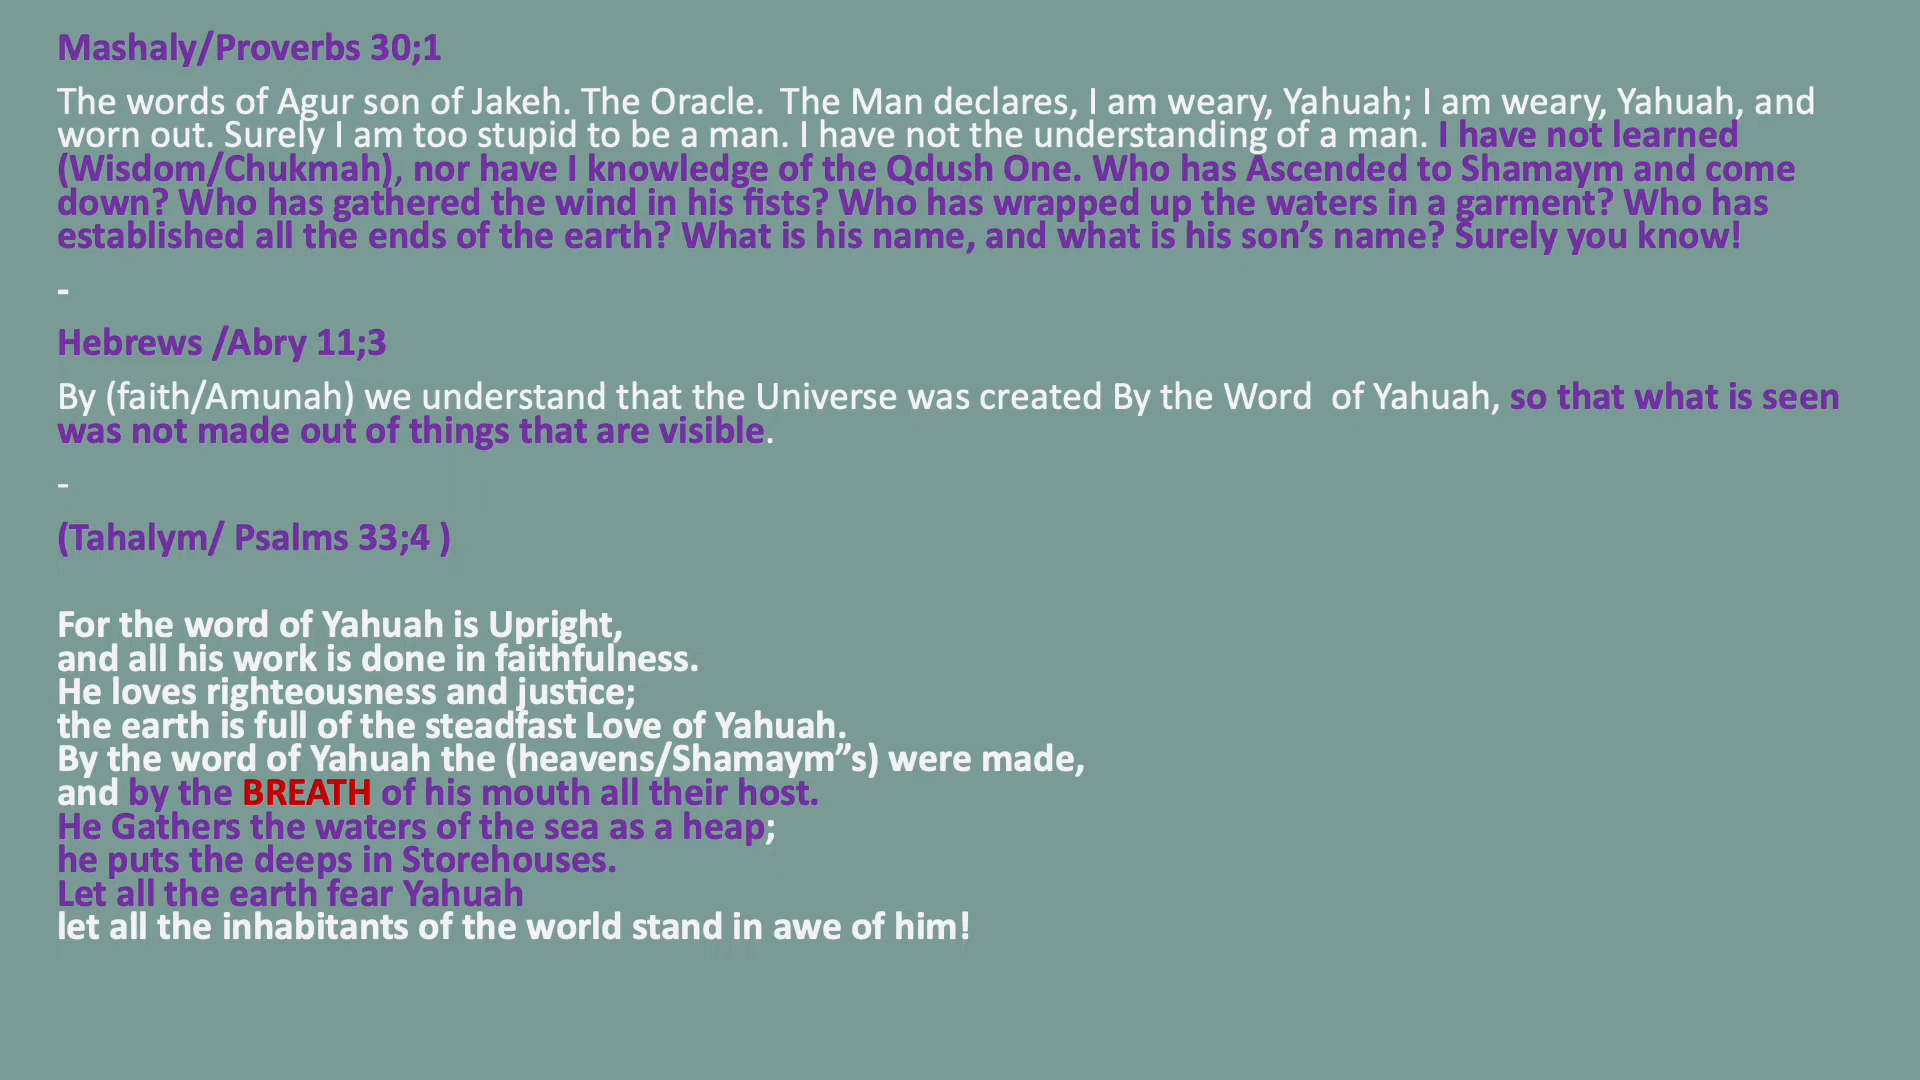 Mashaly/Proverbs 30;1
The words of Agur son of Jakeh. The Oracle.  The Man declares, I am weary, Yahuah; I am weary, Yahuah, and
worn out. Surely I am too stupid to be a man. I have not the understanding of a man. I have not learned
(Wisdom/Chukmah), nor have I knowledge of the Qdush One. Who has Ascended to Shamaym and come
down? Who has gathered the wind in his fists? Who has wrapped up the waters in a garment? Who has
established all the ends of the earth? What is his name, and what is his son’s name? Surely you know!
-
Hebrews /Abry 11;3
By (faith/Amunah) we understand that the Universe was created By the Word  of Yahuah, so that what is seen
was not made out of things that are visible.
-
(Tahalym/ Psalms 33;4 )
For the word of Yahuah is Upright,
and all his work is done in faithfulness.
He loves righteousness and justice;
the earth is full of the steadfast Love of Yahuah.
By the word of Yahuah the (heavens/Shamaym”s) were made,
and by the BREATH of his mouth all their host.
He Gathers the waters of the sea as a heap;
he puts the deeps in Storehouses.
Let all the earth fear Yahuah
let all the inhabitants of the world stand in awe of him!